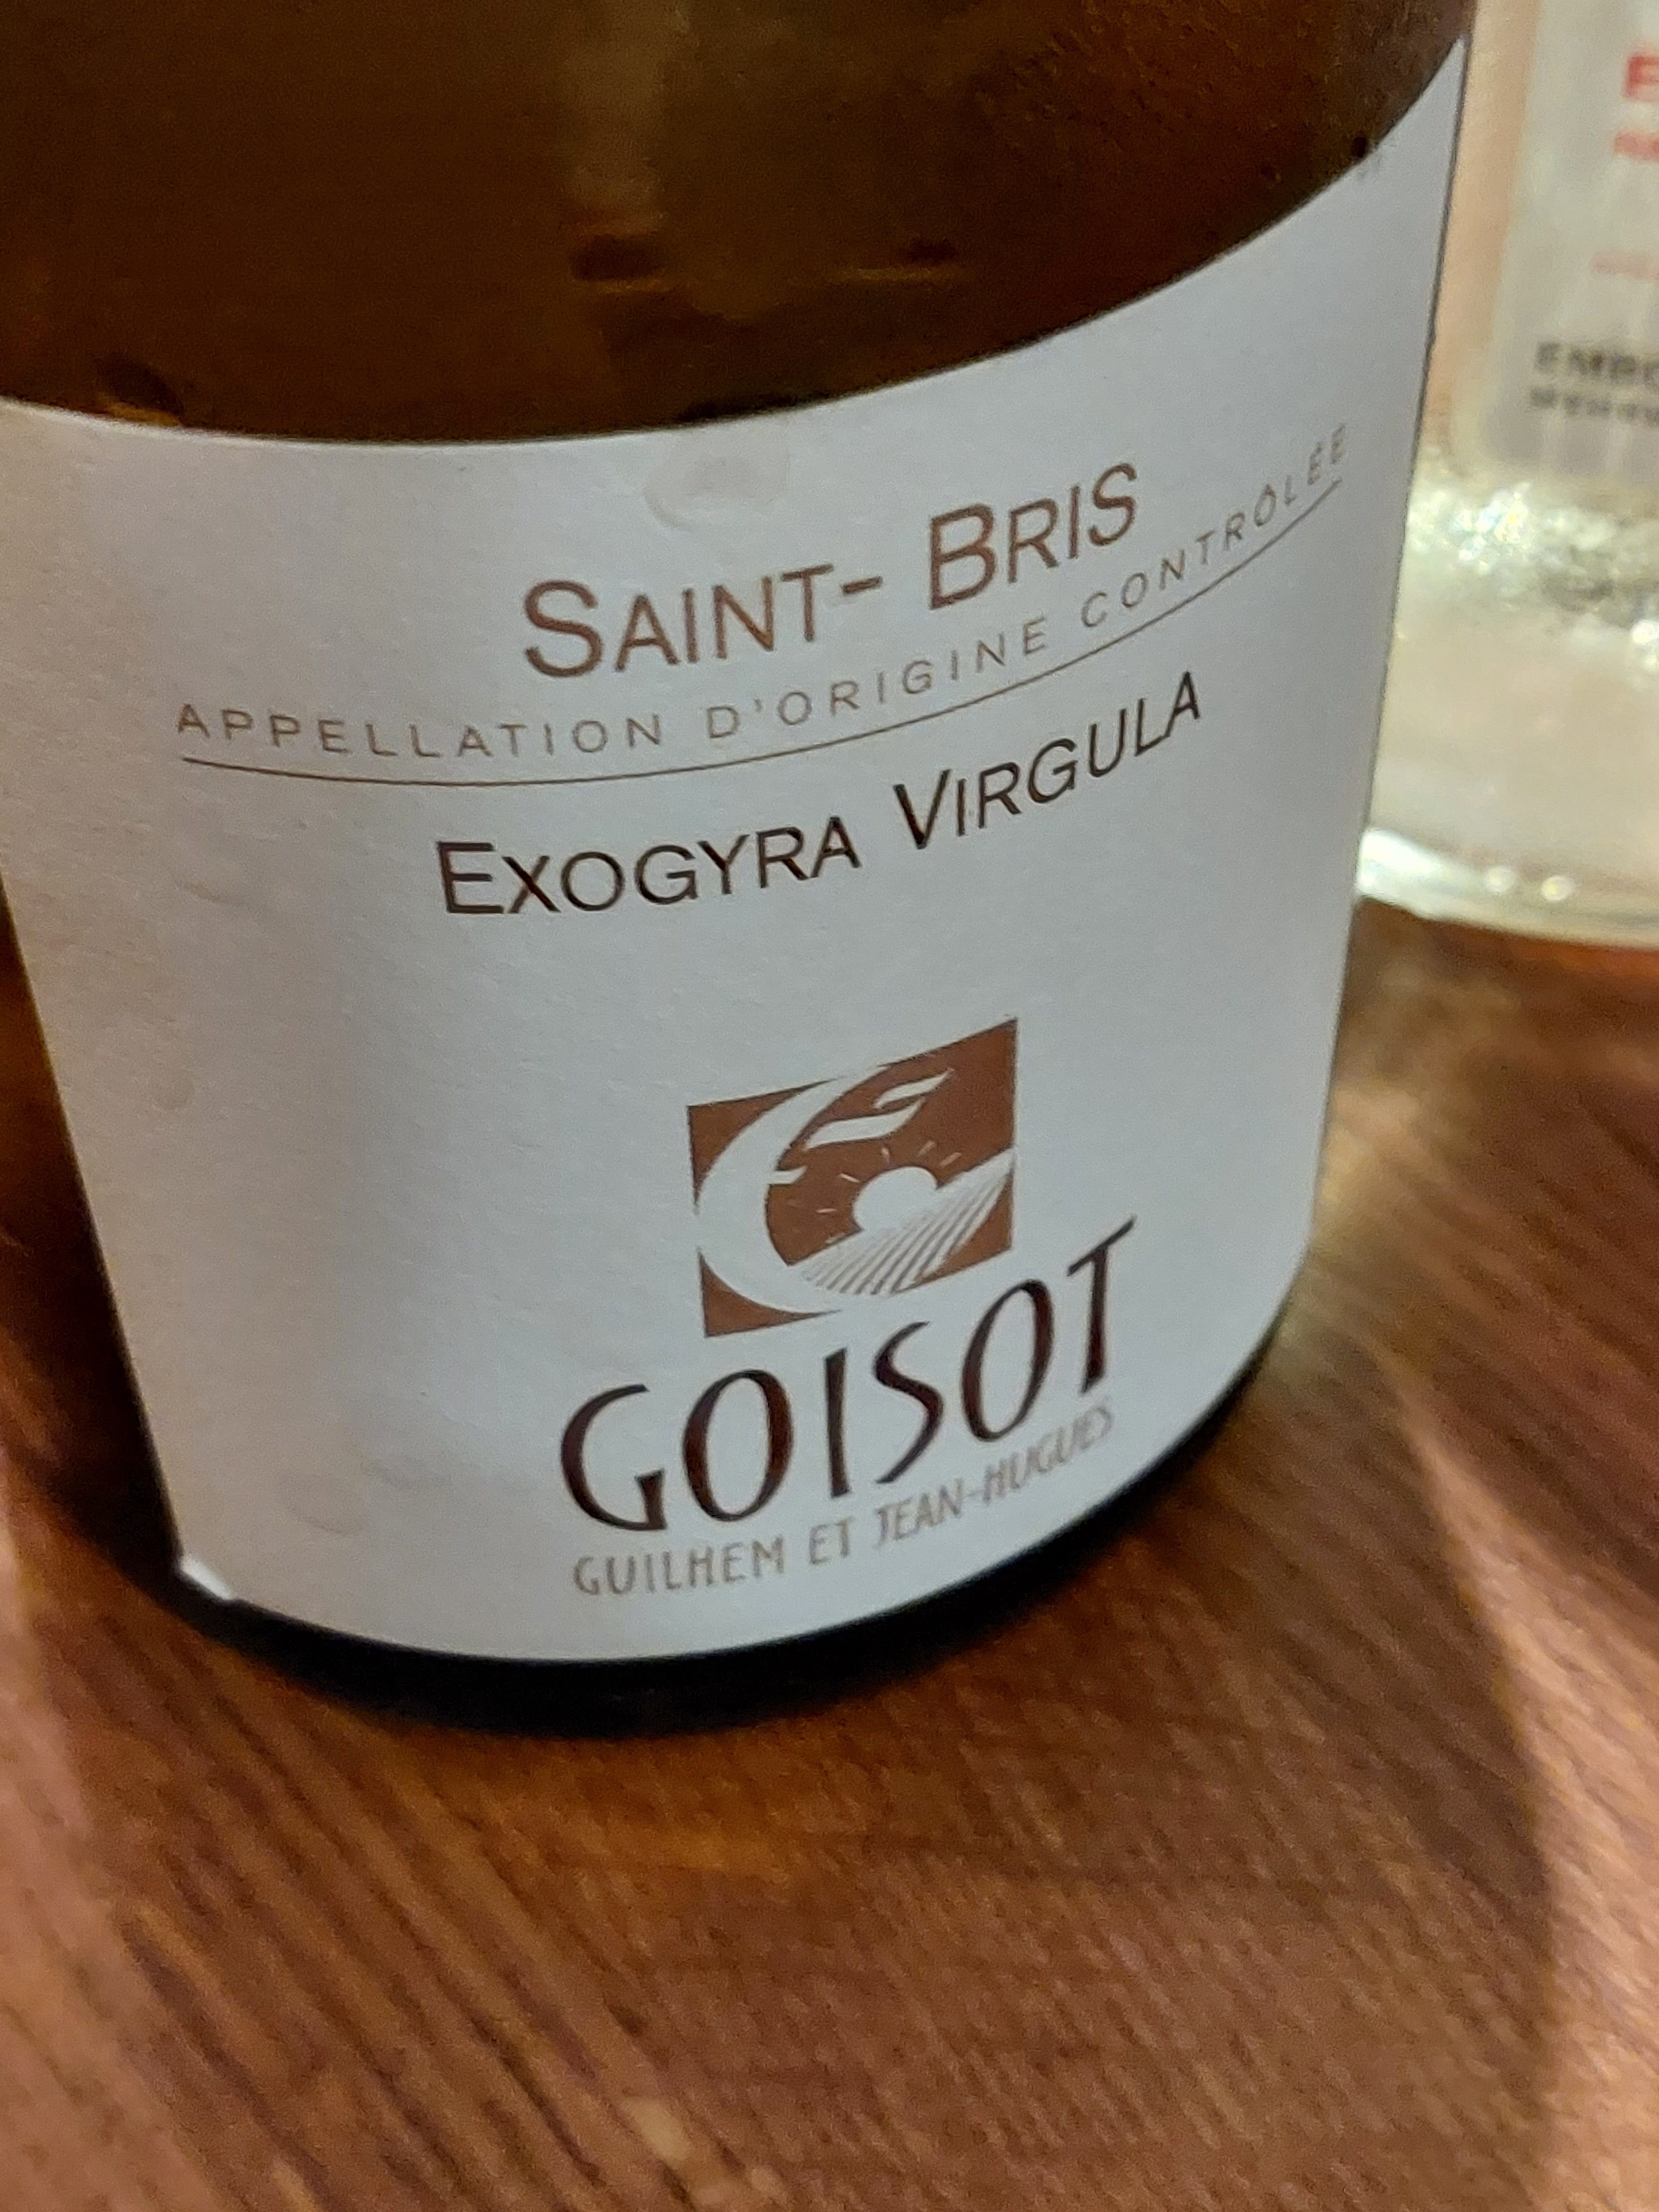 SAINT- BRIS
APPELLATION D'ORIGINE CONTRÔLÉE
EXOGYRA VIRGULA
GOISOT
GUILHEM ET JEAN-HUGUES